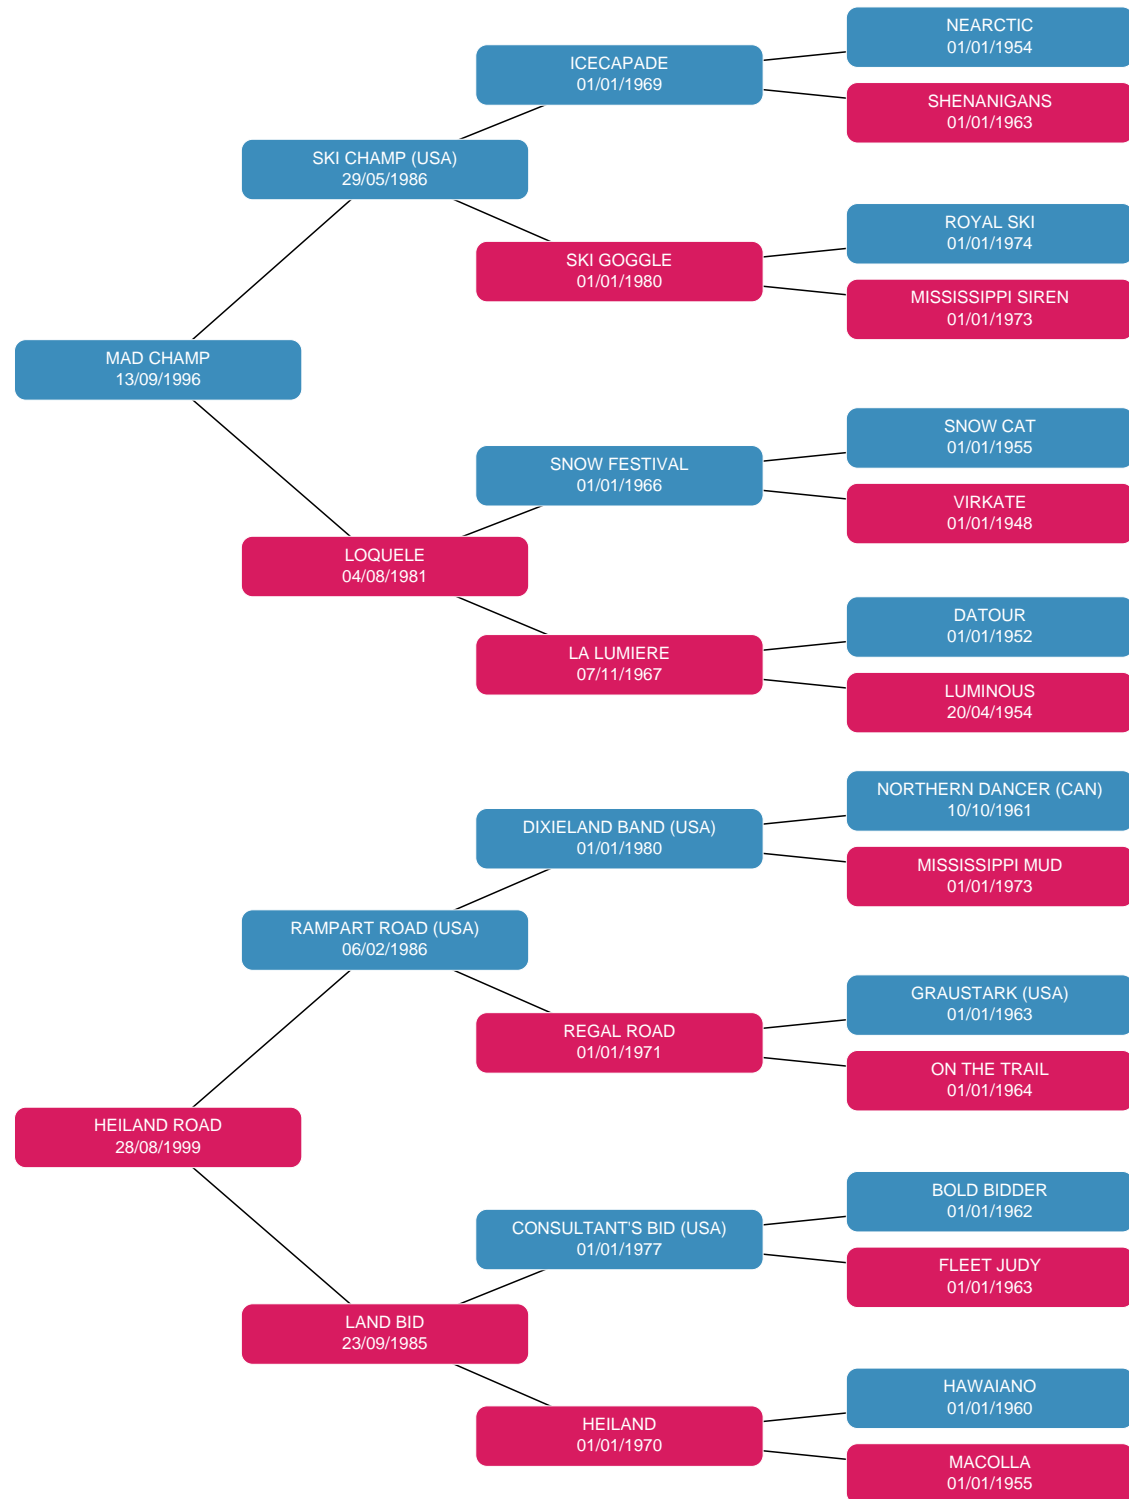 NEARCTIC
01/01/1954
ICECAPADE
01/01/1969
SHENANIGANS
01/01/1963
SKI CHAMP (USA)
29/05/1986
ROYAL SKI
01/01/1974
SKI GOGGLE
01/01/1980
MISSISSIPPI SIREN
01/01/1973
MAD CHAMP
13/09/1996
SNOW CAT
01/01/1955
SNOW FESTIVAL
01/01/1966
VIRKATE
01/01/1948
LOQUELE
04/08/1981
DATOUR
01/01/1952
LA LUMIERE
07/11/1967
LUMINOUS
20/04/1954
NORTHERN DANCER (CAN)
10/10/1961
DIXIELAND BAND (USA)
01/01/1980
MISSISSIPPI MUD
01/01/1973
RAMPART ROAD (USA)
06/02/1986
GRAUSTARK (USA)
01/01/1963
REGAL ROAD
01/01/1971
ON THE TRAIL
01/01/1964
HEILAND ROAD
28/08/1999
BOLD BIDDER
01/01/1962
CONSULTANT'S BID (USA)
01/01/1977
FLEET JUDY
01/01/1963
LAND BID
23/09/1985
HAWAIANO
01/01/1960
HEILAND
01/01/1970
MACOLLA
01/01/1955